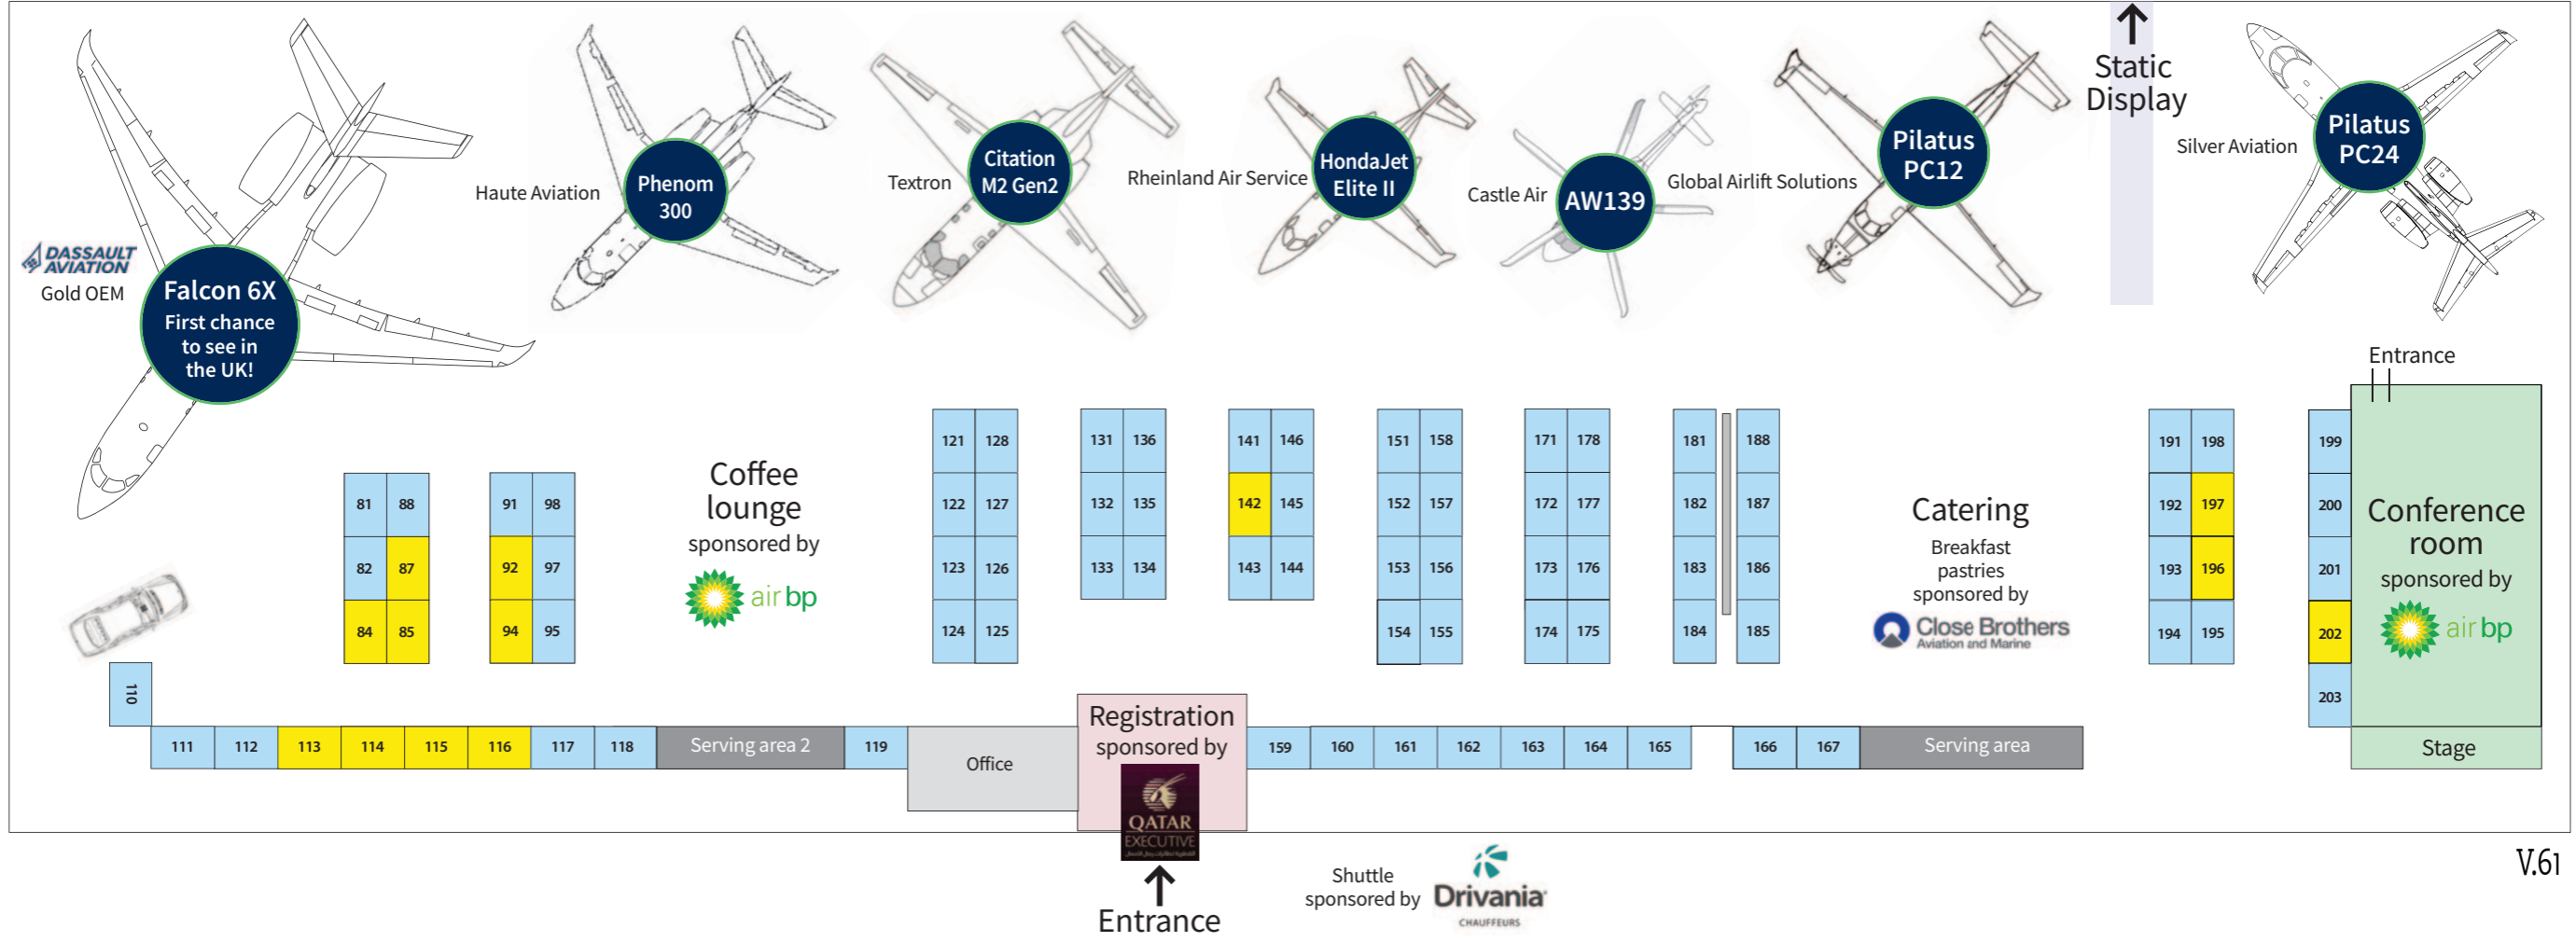 Static
Display
DASSAULT
AVIATION
Gold OEM
Falcon 6X
First chance
to see in
the UK!
Haute Aviation
Phenom
300
Textron
Citation
M2 Gen2
Rheinland Air Service
HondaJet
Elite II
Castle Air
AW139
Global Airlift Solutions
Pilatus
PC12
Silver Aviation
Pilatus
PC24
Entrance
81 88
82 87
84 85
91 98
92 97
94 95
Coffee
lounge
sponsored by
air bp
121 128
122 127
123 126
124 125
131 136
132 135
133 134
141 146
142 145
143 144
151 158
152 157
153 156
154 155
171 178
172 177
173 176
174 175
181 188
182 187
183 186
184 185
Catering
Breakfast
pastries
sponsored by
Close Brothers
Aviation and Marine
191 198
192 197
193 196
194 195
199
200
201
202
203
Conference
room
sponsored by
air bp
Stage
110
111 112 113 114 115 116 117 118 Serving area 2 119
Office
Registration
sponsored by
QATAR
EXECUTIVE
159 160 161 162 163 164 165 166 167 Serving area
Entrance
Shuttle
sponsored by
Drivania
CHAUFFEURS
V.61